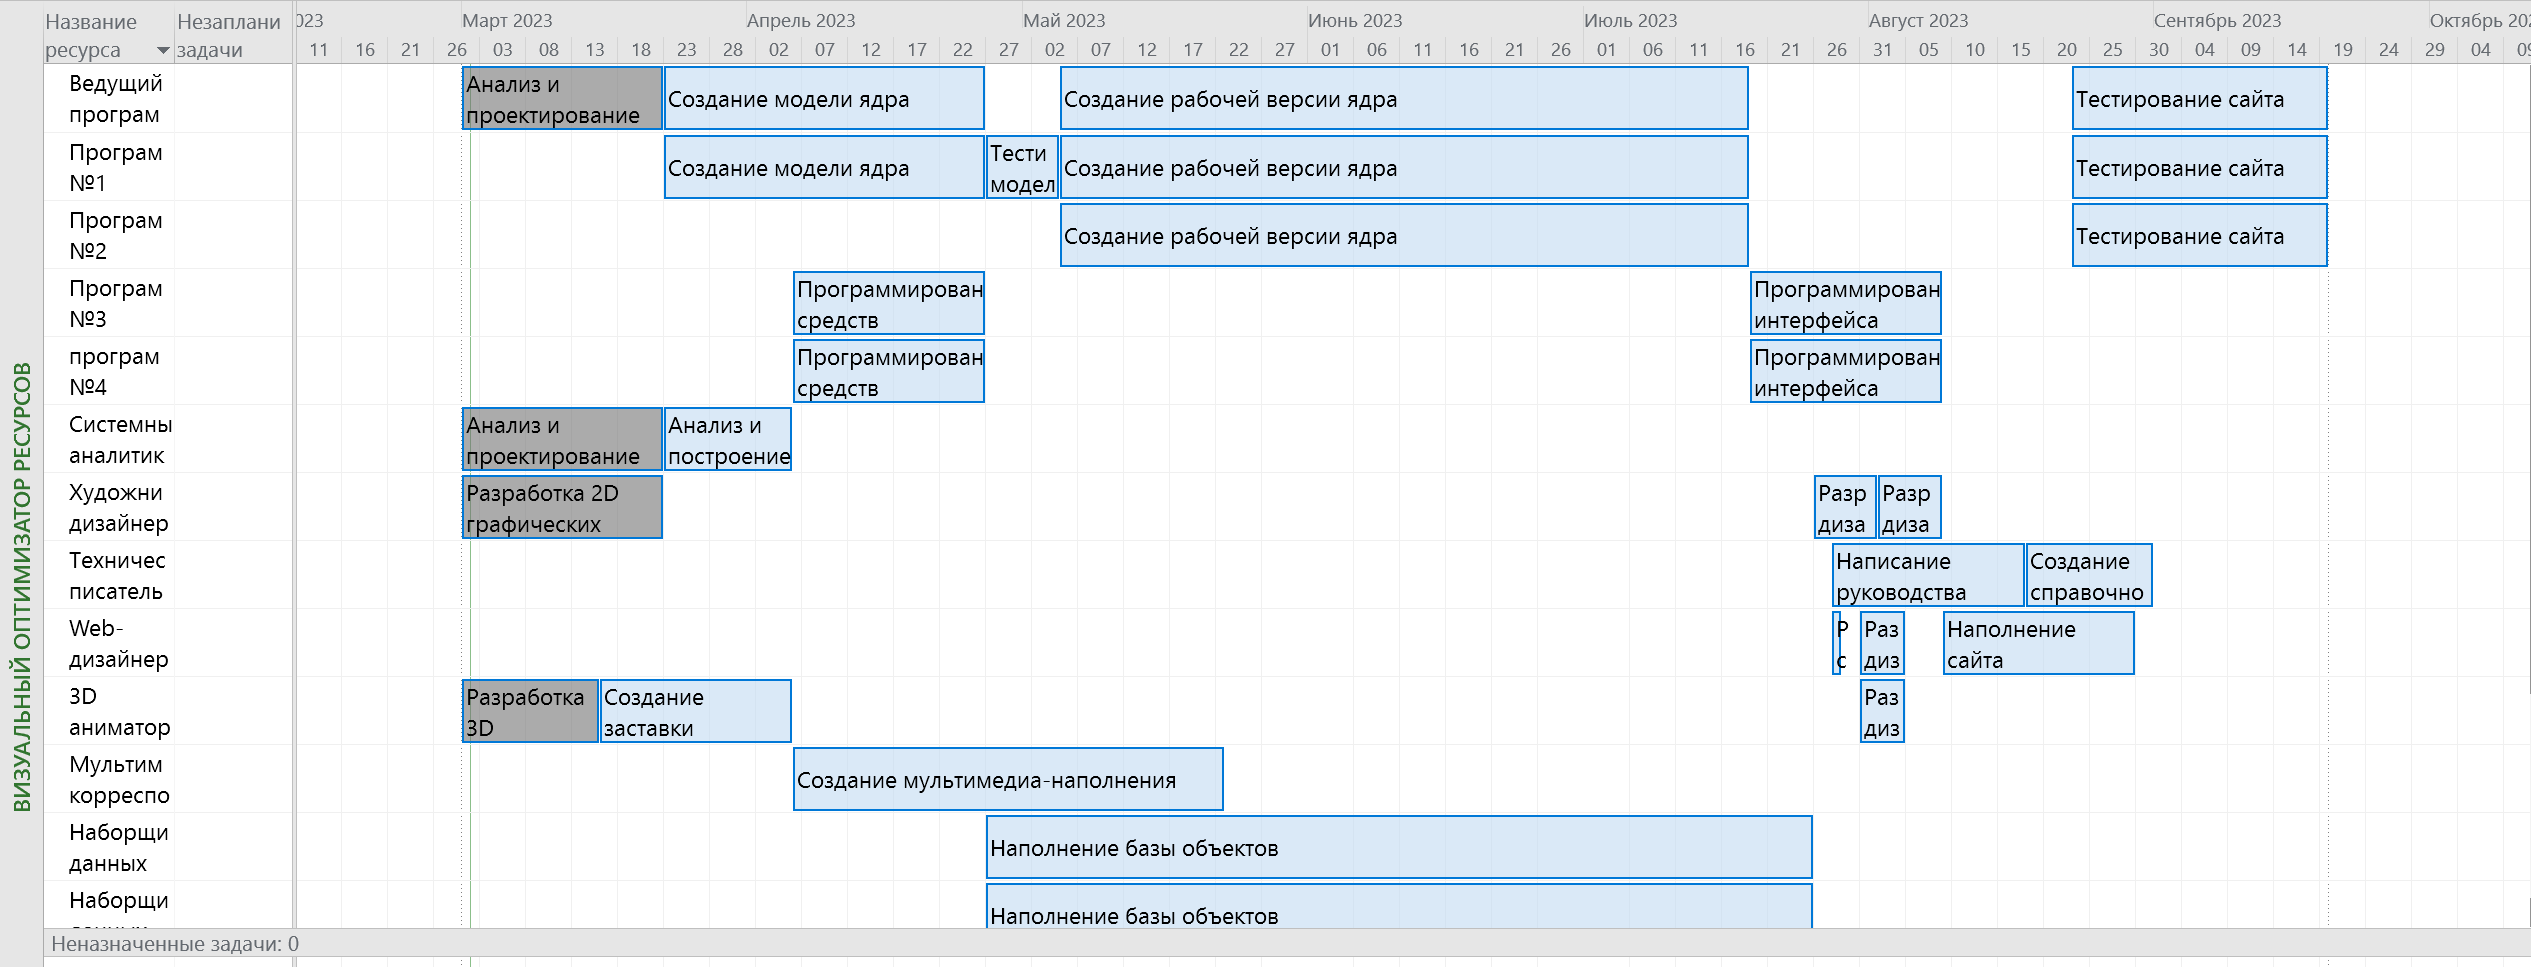 ВИЗУАЛЬНЫЙ ОПТИМИЗАТОР РЕСУРСОВ
Название
ресурса
Незаплани
задачи
023 Март 2023 Апрель 2023 Май 2023 Июнь 2023 Июль 2023 Август 2023 Сентябрь 2023 Октябрь 202
11 16 21 26 03 08 13 18 23 28 02 07 12 17 22 27 02 07 12 17 22 27 01 06 11 16 21 26 01 06 11 16 21 26 31 05 10 15 20 25 30 04 09 14 19 24 29 04 09
Ведущий
програм
Анализ и
проектирование
Создание модели ядра
Создание рабочей версии ядра
Тестирование сайта
Програм
№1
Создание модели ядра
Тести
модел
Создание рабочей версии ядра
Тестирование сайта
Програм
№2
Создание рабочей версии ядра
Тестирование сайта
Програм
№3
Программирован
средств
Программирован
интерфейса
програм
№4
Программирован
средств
Программирован
интерфейса
Системны
аналитик
Анализ и
проектирование
Анализ и
построение
Художни
дизайнер
Разработка 2D
графических
Разр
диза
Разр
диза
Техничес
писатель
Написание
руководства
Создание
справочно
Web-
дизайнер
Р
с
Раз
диз
Наполнение
сайта
3D
аниматор
Разработка
3D
Создание
заставки
Раз
диз
Мультим
корреспо
Создание мультимедиа-наполнения
Наборщи
данных
Наполнение базы объектов
Наборщи
Наполнение базы объектов
Неназначенные задачи: 0